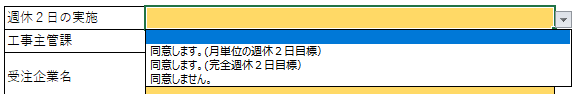 週休２日の実施
工事主管課
同意します。(月単位の週休２日目標)
同意します。(完全週休２日目標)
受注企業名
同意しません。